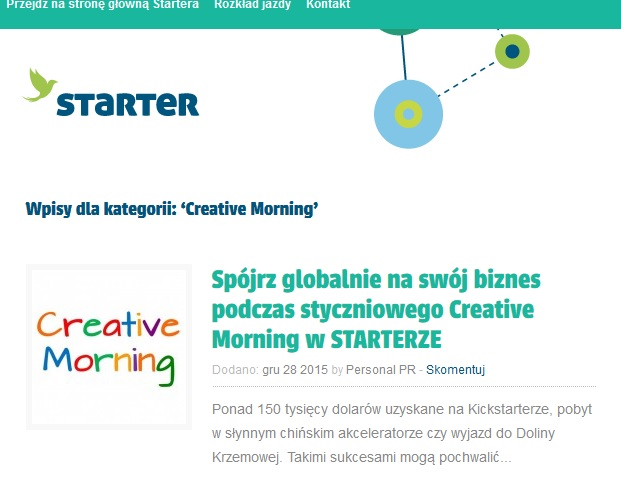 Przejdź na stronę główną Startera Rozkład jazdy Kontakt
STARTER
Wpisy dla kategorii: ‘Creative Morning’
Creative
Morning
Spójrz globalnie na swój biznes
podczas styczniowego Creative
Morning w STARTERZE
Dodano: gru 28 2015 by Personal PR - Skomentuj
Ponad 150 tysięcy dolarów uzyskane na Kickstarterze, pobyt
w słynnym chińskim akceleratorze czy wyjazd do Doliny
Krzemowej. Takimi sukcesami mogą pochwalić...